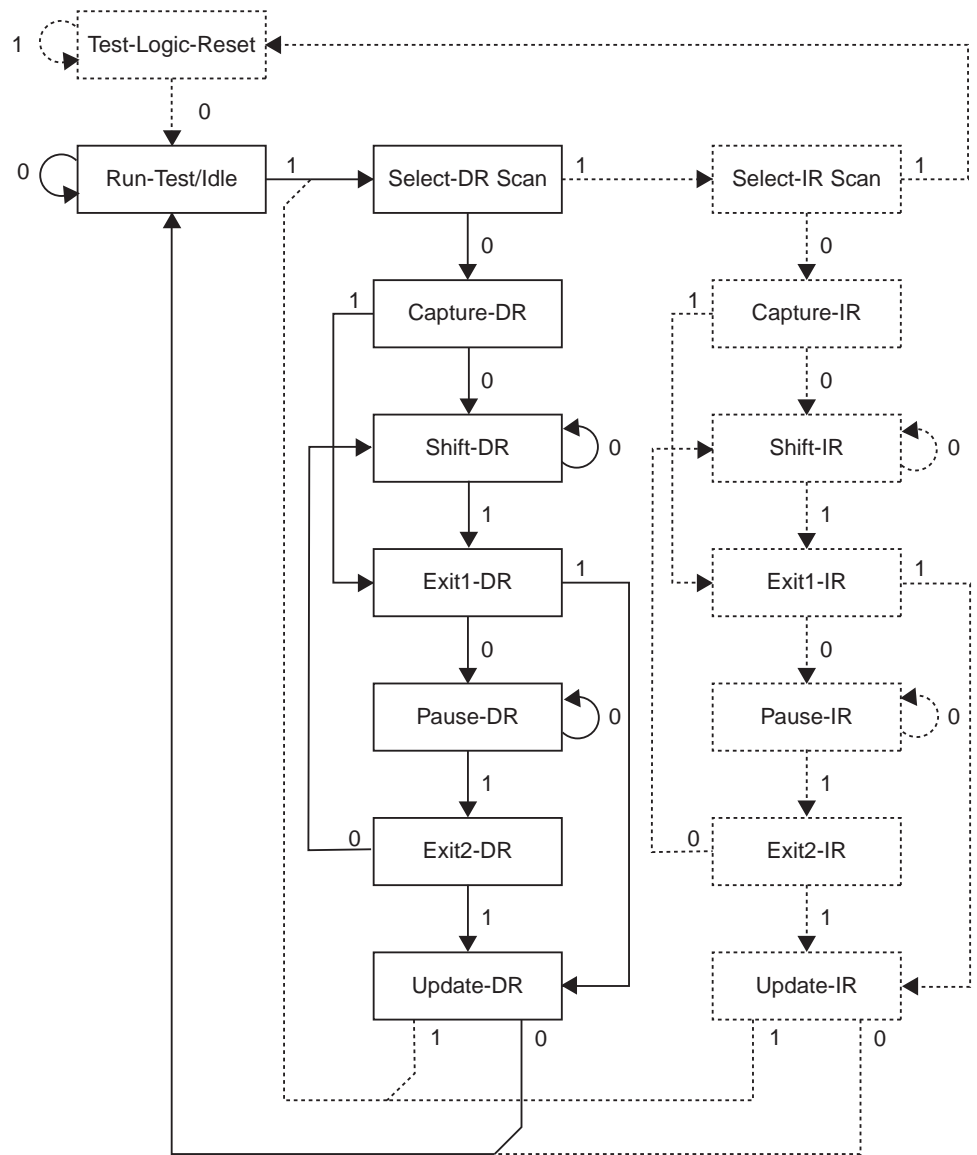 1 Test-Logic-Reset
0
0 Run-Test/Idle 1 Select-DR Scan 1 Select-IR Scan 1
0 0
1 Capture-DR 1 Capture-IR
0 0
Shift-DR 0 Shift-IR 0
1 1
Exit1-DR 1 Exit1-IR 1
0 0
Pause-DR 0 Pause-IR 0
1 1
0 Exit2-DR 0 Exit2-IR
1 1
Update-DR Update-IR
1 0 1 0